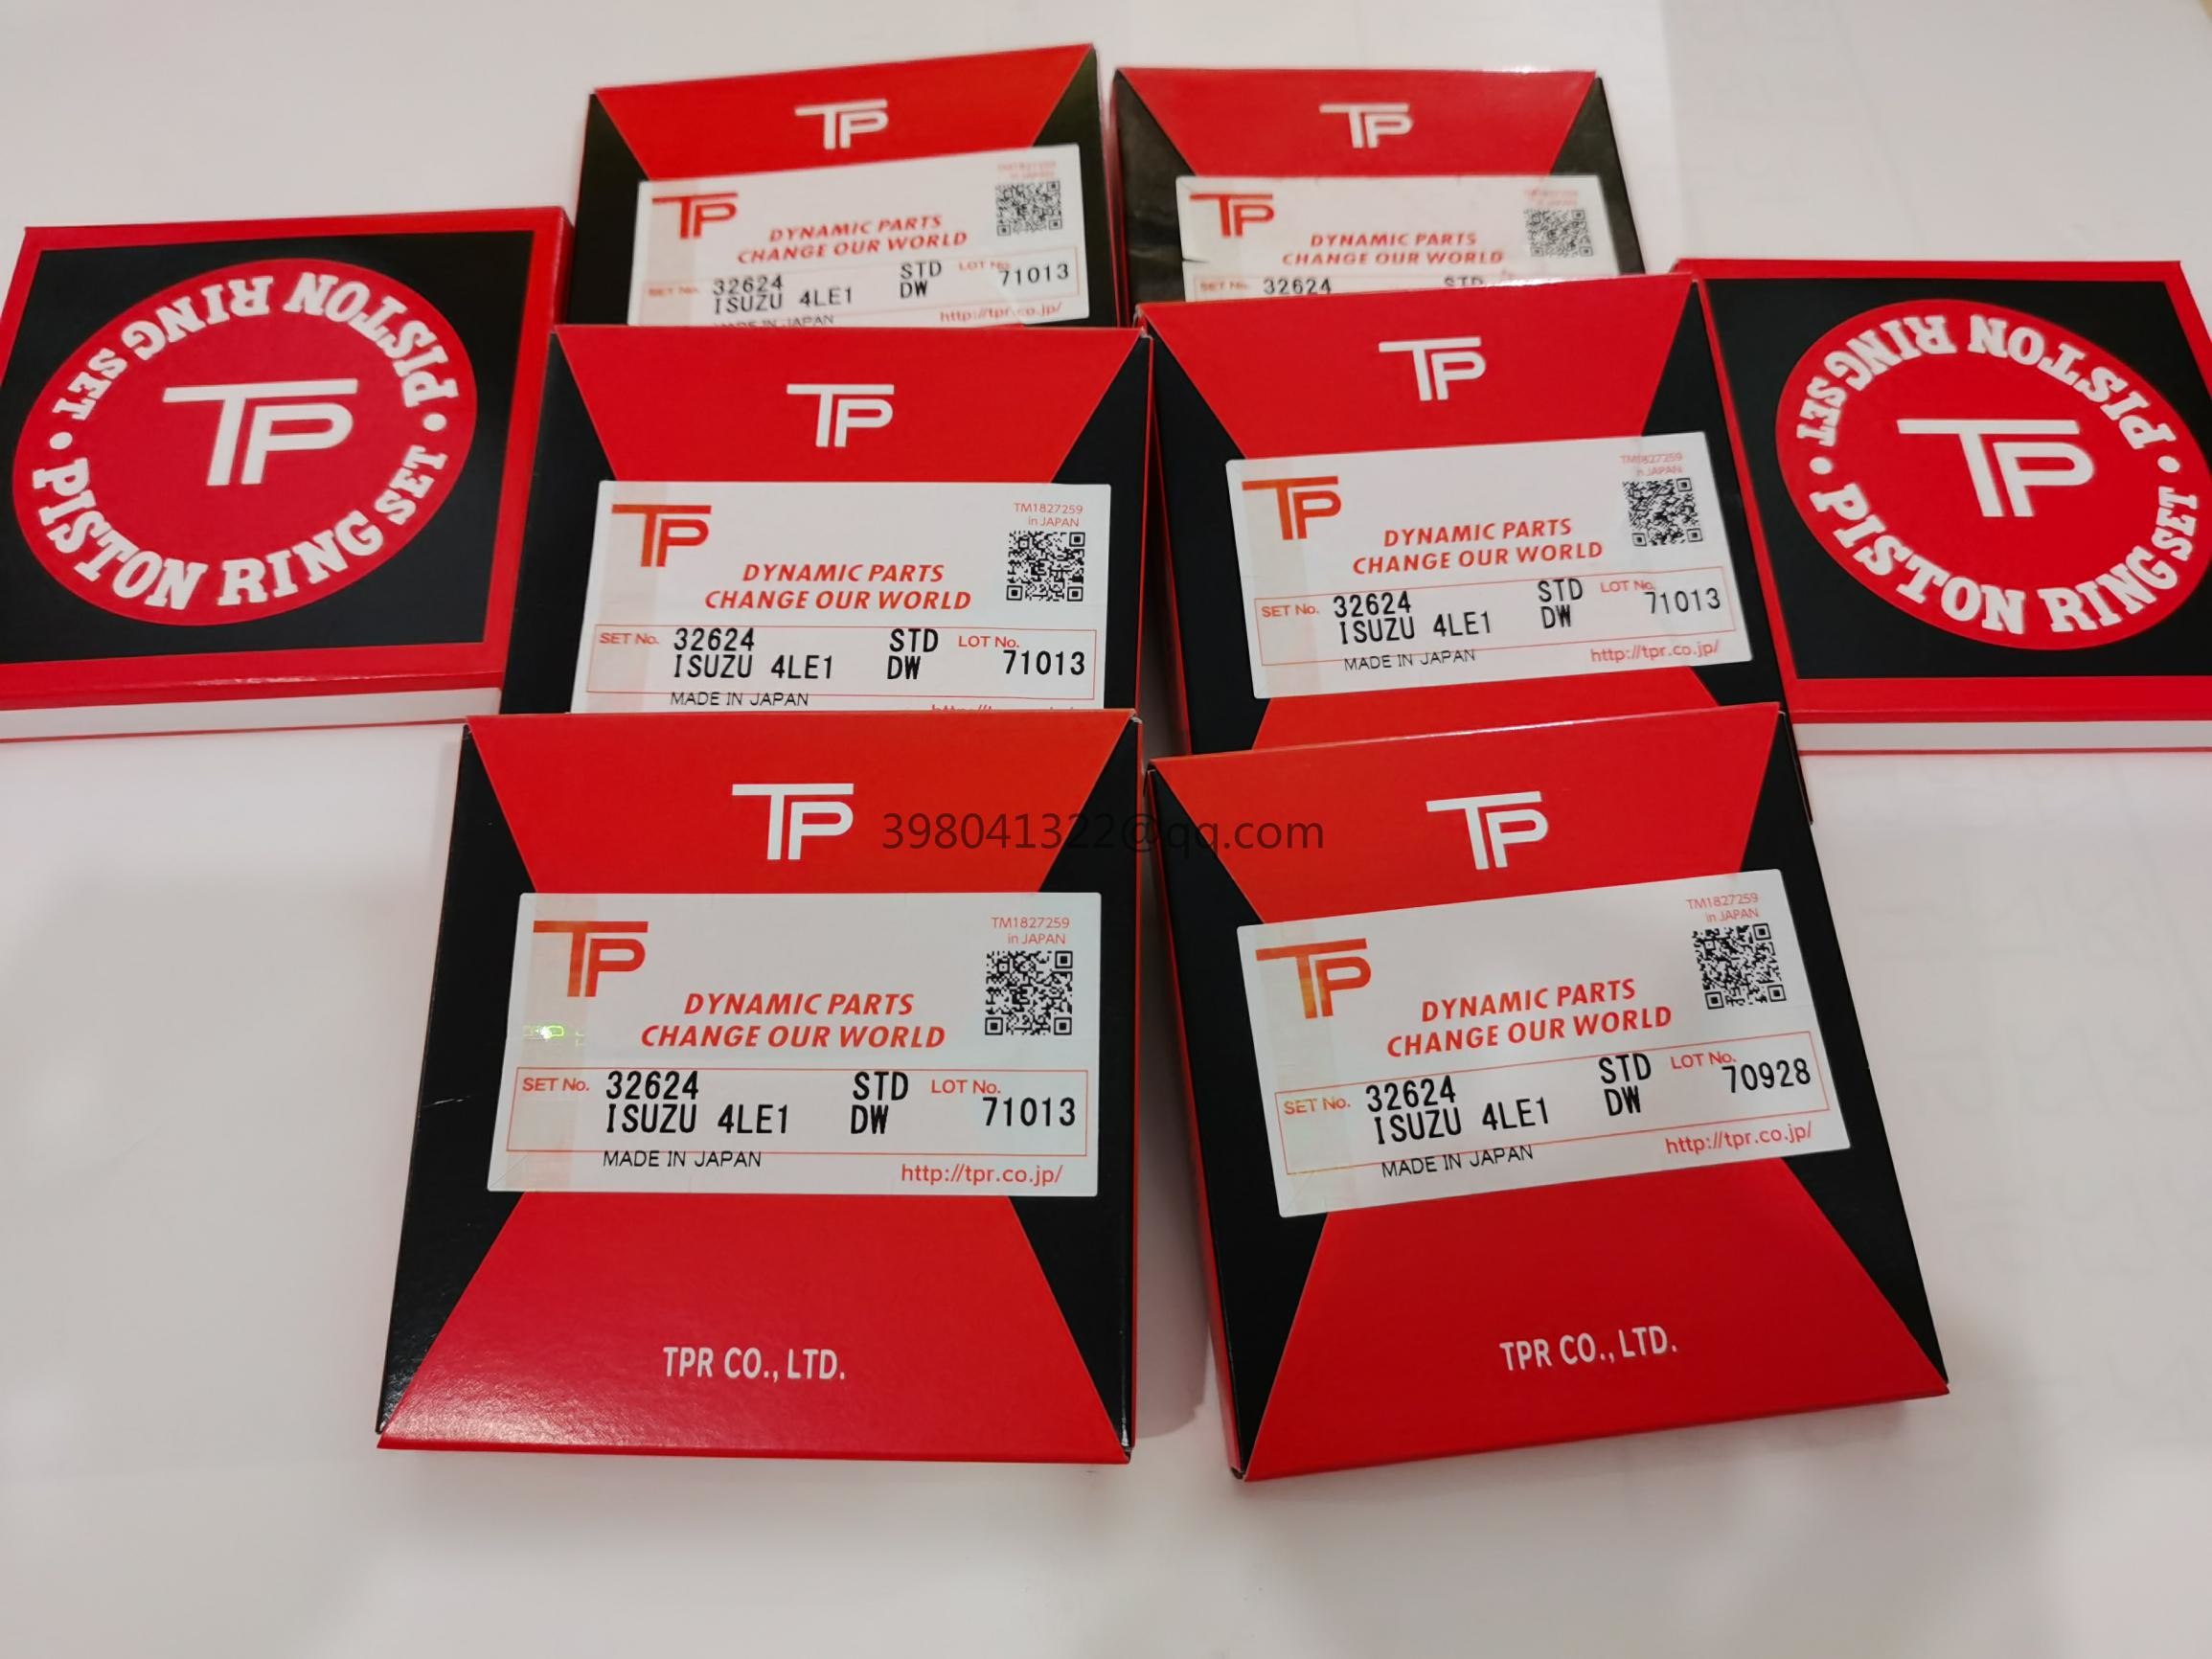 TP
TM1827259
in JAPAN
TP
DYNAMIC PARTS
CHANGE OUR WORLD
SET No. 32624 STD LOT No. 71013
ISUZU 4LE1 DW
MADE IN JAPAN http://tpr.co.jp/
TP
TP
DYNAMIC PARTS
CHANGE OUR WORLD
SET No. 32624 STD
PISTON RING SET • PISTON RING SET •
TP
TP
TM1827259
in JAPAN
TP
DYNAMIC PARTS
CHANGE OUR WORLD
SET No. 32624 STD LOT No.
ISUZU 4LE1 DW 71013
MADE IN JAPAN
TP
TM1827259
in JAPAN
TP
DYNAMIC PARTS
CHANGE OUR WORLD
SET No. 32624 STD LOT No.
ISUZU 4LE1 DW 71013
MADE IN JAPAN http://tpr.co.jp/
PISTON RING SET • PISTON RING SET •
TP
398041322@qq.com
TP
TM1827259
in JAPAN
TP
DYNAMIC PARTS
CHANGE OUR WORLD
SET No. 32624 STD LOT No.
ISUZU 4LE1 DW 71013
MADE IN JAPAN http://tpr.co.jp/
TPR CO., LTD.
TP
TM1827259
in JAPAN
TP
DYNAMIC PARTS
CHANGE OUR WORLD
SET No. 32624 STD LOT No.
ISUZU 4LE1 DW 70928
MADE IN JAPAN http://tpr.co.jp/
TPR CO., LTD.